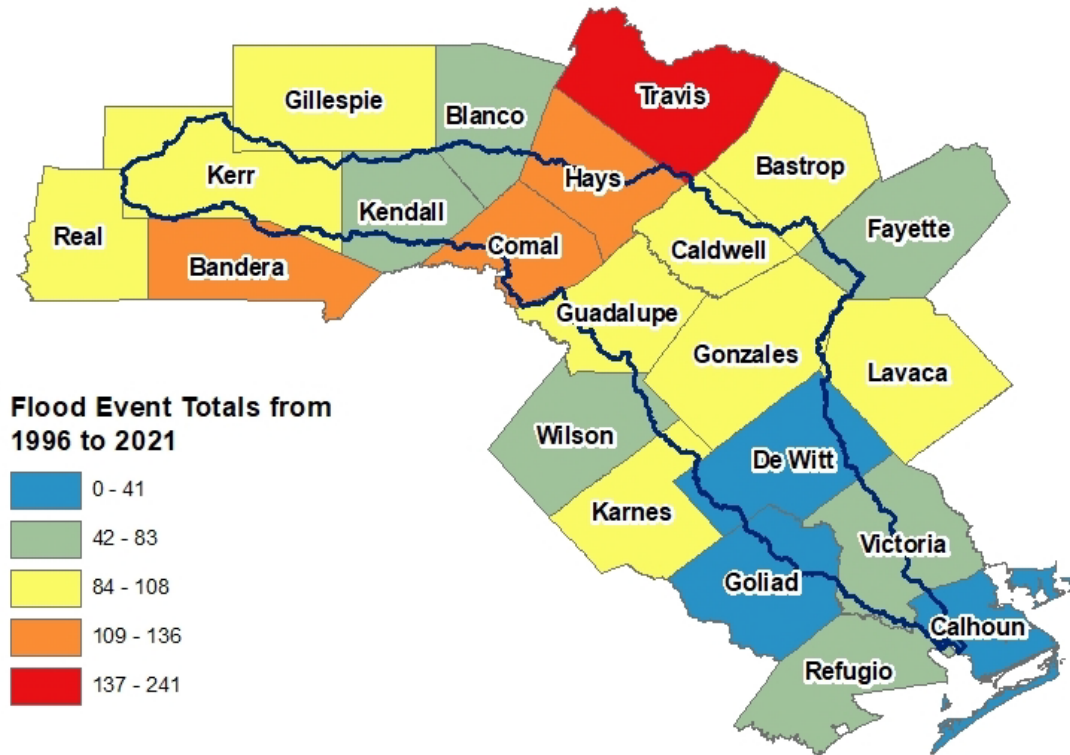 Travis
Gillespie
Blanco
Bastrop
Kerr
Hays
Kendall
Fayette
Real
Comal
Caldwell
Bandera
Guadalupe
Gonzales
Lavaca
Flood Event Totals from
1996 to 2021
Wilson
De Witt
0 - 41
Karnes
42 - 83
Victoria
Goliad
84 - 108
Calhoun
109 - 136
Refugio
137 - 241